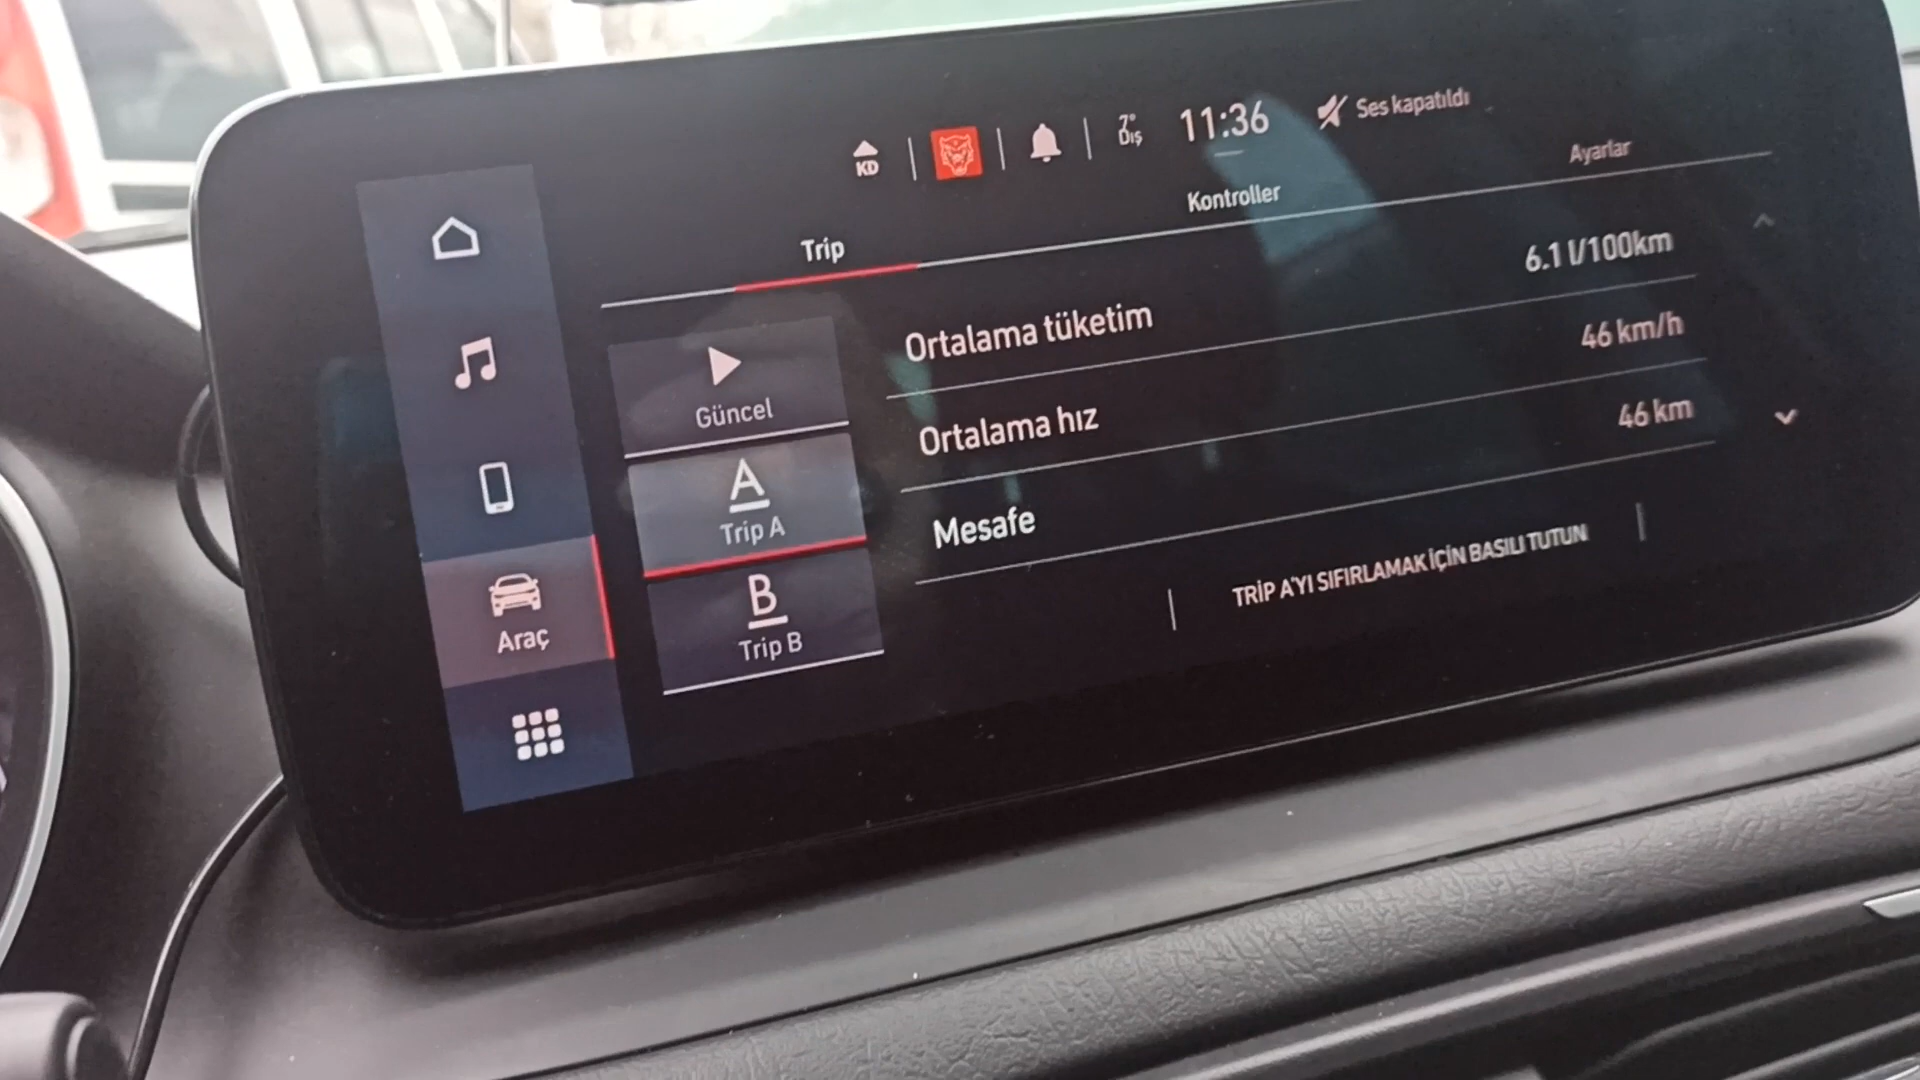 KD
7°
Dış
11:36
Ses kapatıldı
Trip
Kontroller
Ayarlar
Güncel
A
Trip A
B
Trip B
Araç
Ortalama tüketim
6.1 l/100km
Ortalama hız
46 km/h
Mesafe
46 km
TRİP A'YI SIFIRLAMAK İÇİN BASILI TUTUN